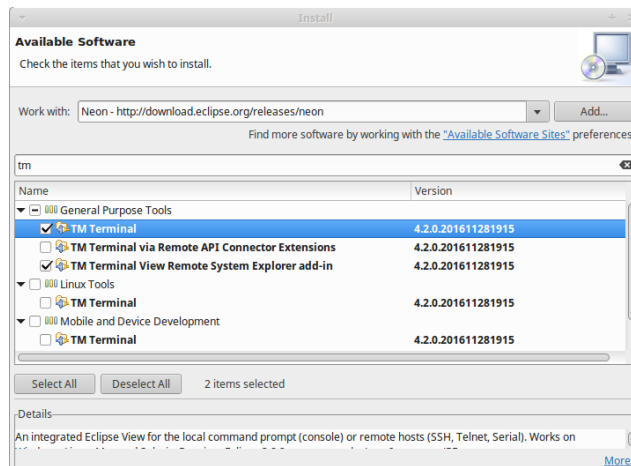 Install
Available Software
Check the items that you wish to install.
Work with: Neon - http://download.eclipse.org/releases/neon Add...
Find more software by working with the "Available Software Sites" preferences
tm
Name Version
General Purpose Tools
TM Terminal 4.2.0.201611281915
TM Terminal via Remote API Connector Extensions 4.2.0.201611281915
TM Terminal View Remote System Explorer add-in 4.2.0.201611281915
Linux Tools
TM Terminal 4.2.0.201611281915
Mobile and Device Development
TM Terminal 4.2.0.201611281915
Select All Deselect All 2 items selected
Details
An integrated Eclipse View for the local command prompt (console) or remote hosts (SSH, Telnet, Serial). Works on
More